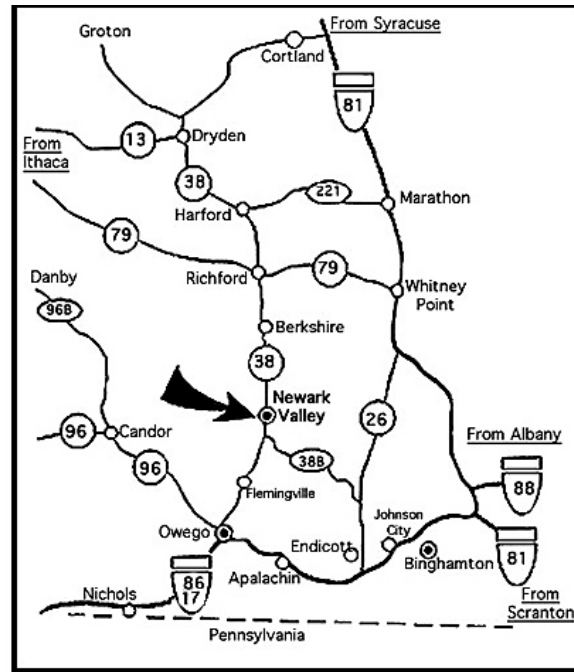 From Syracuse
Groton
Cortland
81
13
Dryden
From
Ithaca
38
221
Marathon
Harford
79
Richford
79
Danby
Whitney
Point
96B
Berkshire
38
Newark
Valley
26
96
Candor
From Albany
96
38B
88
Flemingville
Johnson
City
Owego
Endicott
81
Binghamton
86
17
Apalachin
Nichols
From
Scranton
Pennsylvania